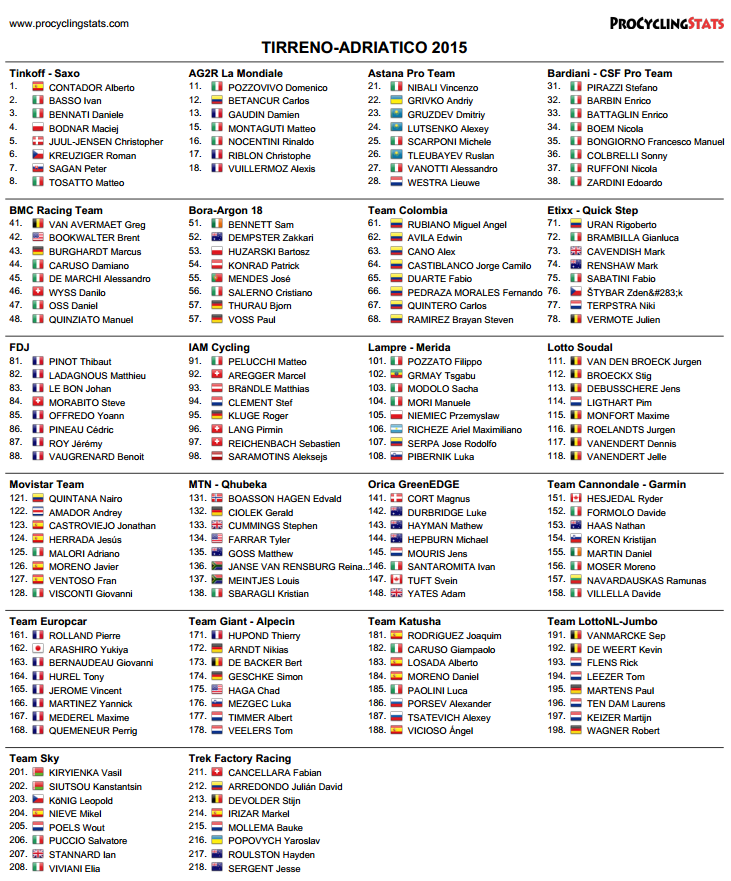 www.procyclingstats.com
PROCYCLINGSTATS
TIRRENO-ADRIATICO 2015
Tinkoff - Saxo
1. CONTADOR Alberto
2. BASSO Ivan
3. BENNATI Daniele
4. BODNAR Maciej
5. JUUL-JENSEN Christopher
6. KREUZIGER Roman
7. SAGAN Peter
8. TOSATTO Matteo
AG2R La Mondiale
11. POZZOVIVO Domenico
12. BETANCUR Carlos
13. GAUDIN Damien
15. MONTAGUTI Matteo
16. NOCENTINI Rinaldo
17. RIBLON Christophe
18. VUILLERMOZ Alexis
Astana Pro Team
21. NIBALI Vincenzo
22. GRIVKO Andriy
23. GRUZDEV Dmitriy
24. LUTSENKO Alexey
25. SCARPONI Michele
26. TLEUBAYEV Ruslan
27. VANOTTI Alessandro
28. WESTRA Lieuwe
Bardiani - CSF Pro Team
31. PIRAZZI Stefano
32. BARBIN Enrico
33. BATTAGLIN Enrico
34. BOEM Nicola
35. BONGIORNO Francesco Manuel
36. COLBRELLI Sonny
37. RUFFONI Nicola
38. ZARDINI Edoardo
BMC Racing Team
41. VAN AVERMAET Greg
42. BOOKWALTER Brent
43. BURGHARDT Marcus
44. CARUSO Damiano
45. DE MARCHI Alessandro
46. WYSS Danilo
47. OSS Daniel
48. QUINZIATO Manuel
Bora-Argon 18
51. BENNETT Sam
52. DEMPSTER Zakkari
53. HUZARSKI Bartosz
54. KONRAD Patrick
55. MENDES José
56. SALERNO Cristiano
57. THURAU Bjorn
57. VOSS Paul
Team Colombia
61. RUBIANO Miguel Angel
62. AVILA Edwin
63. CANO Alex
64. CASTIBLANCO Jorge Camilo
65. DUARTE Fabio
66. PEDRAZA MORALES Fernando
67. QUINTERO Carlos
68. RAMIREZ Brayan Steven
Etixx - Quick Step
71. URAN Rigoberto
72. BRAMBILLA Gianluca
73. CAVENDISH Mark
74. RENSHAW Mark
75. SABATINI Fabio
76. ŠTYBAR Zden&#283;k
77. TERPSTRA Niki
78. VERMOTE Julien
FDJ
81. PINOT Thibaut
82. LADAGNOUS Matthieu
83. LE BON Johan
84. MORABITO Steve
85. OFFREDO Yoann
86. PINEAU Cédric
87. ROY Jérémy
88. VAUGRENARD Benoit
IAM Cycling
91. PELUCCHI Matteo
92. AREGGER Marcel
93. BRäNDLE Matthias
94. CLEMENT Stef
95. KLUGE Roger
96. LANG Pirmin
97. REICHENBACH Sebastien
98. SARAMOTINS Aleksejs
Lampre - Merida
101. POZZATO Filippo
102. GRMAY Tsgabu
103. MODOLO Sacha
104. MORI Manuele
105. NIEMIEC Przemyslaw
106. RICHEZE Ariel Maximiliano
107. SERPA Jose Rodolfo
108. PIBERNIK Luka
Lotto Soudal
111. VAN DEN BROECK Jurgen
112. BROECKX Stig
113. DEBUSSCHERE Jens
114. LIGTHART Pim
115. MONFORT Maxime
116. ROELANDTS Jurgen
117. VANENDERT Dennis
118. VANENDERT Jelle
Movistar Team
121. QUINTANA Nairo
122. AMADOR Andrey
123. CASTROVIEJO Jonathan
124. HERRADA Jesús
125. MALORI Adriano
126. MORENO Javier
127. VENTOSO Fran
128. VISCONTI Giovanni
MTN - Qhubeka
131. BOASSON HAGEN Edvald
132. CIOLEK Gerald
133. CUMMINGS Stephen
134. FARRAR Tyler
135. GOSS Matthew
136. JANSE VAN RENSBURG Reina...
137. MEINTJES Louis
138. SBARAGLI Kristian
Orica GreenEDGE
141. CORT Magnus
142. DURBRIDGE Luke
143. HAYMAN Mathew
144. HEPBURN Michael
145. MOURIS Jens
146. SANTAROMITA Ivan
147. TUFT Svein
148. YATES Adam
Team Cannondale - Garmin
151. HESJEDAL Ryder
152. FORMOLO Davide
153. HAAS Nathan
154. KOREN Kristijan
155. MARTIN Daniel
156. MOSER Moreno
157. NAVARDAUSKAS Ramunas
158. VILLELLA Davide
Team Europcar
161. ROLLAND Pierre
162. ARASHIRO Yukiya
163. BERNAUDEAU Giovanni
164. HUREL Tony
165. JEROME Vincent
166. MARTINEZ Yannick
167. MEDEREL Maxime
168. QUEMENEUR Perrig
Team Giant - Alpecin
171. HUPOND Thierry
172. ARNDT Nikias
173. DE BACKER Bert
174. GESCHKE Simon
175. HAGA Chad
176. MEZGEC Luka
177. TIMMER Albert
178. VEELERS Tom
Team Katusha
181. RODRíGUEZ Joaquim
182. CARUSO Giampaolo
183. LOSADA Alberto
184. MORENO Daniel
185. PAOLINI Luca
186. PORSEV Alexander
187. TSATEVICH Alexey
188. VICIOSO Ángel
Team LottoNL-Jumbo
191. VANMARCKE Sep
192. DE WEERT Kevin
193. FLENS Rick
194. LEEZER Tom
195. MARTENS Paul
196. TEN DAM Laurens
197. KEIZER Martijn
198. WAGNER Robert
Team Sky
201. KIRYIENKA Vasil
202. SIUTSOU Kanstantsin
203. KöNIG Leopold
204. NIEVE Mikel
205. POELS Wout
206. PUCCIO Salvatore
207. STANNARD Ian
208. VIVIANI Elia
Trek Factory Racing
211. CANCELLARA Fabian
212. ARREDONDO Julián David
213. DEVOLDER Stijn
214. IRIZAR Markel
215. MOLLEMA Bauke
216. POPOVYCH Yaroslav
217. ROULSTON Hayden
218. SERGENT Jesse